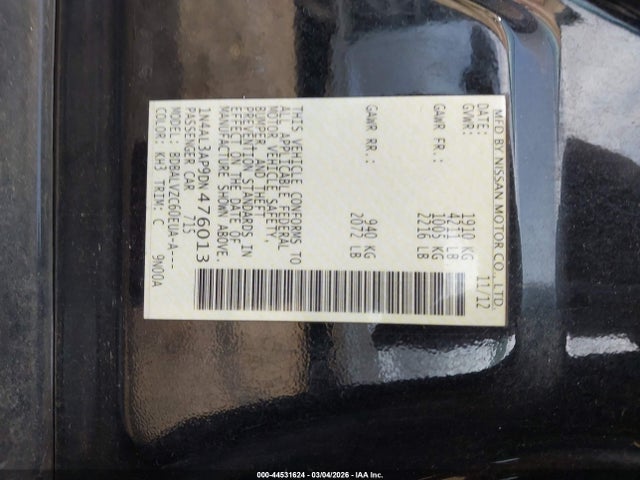 MFD BY NISSAN MOTOR CO., LTD
DATE: 11/12
GVWR: 1910 KG
4211 LB
GAWR FR.: 1005 KG
2216 LB
GAWR RR.: 940 KG
2072 LB
THIS VEHICLE CONFORMS TO
ALL APPLICABLE FEDERAL
MOTOR VEHICLE SAFETY,
BUMPER, AND THEFT
PREVENTION STANDARDS IN
EFFECT ON THE DATE OF
MANUFACTURE SHOWN ABOVE.
1N4AL3AP9DN476013
PASSENGER CAR 715
MODEL: BDBALVZC60EUA-A---
COLOR: KH3 TRIM: C 9N00A
000-44531624 - 03/04/2026 - IAA Inc.